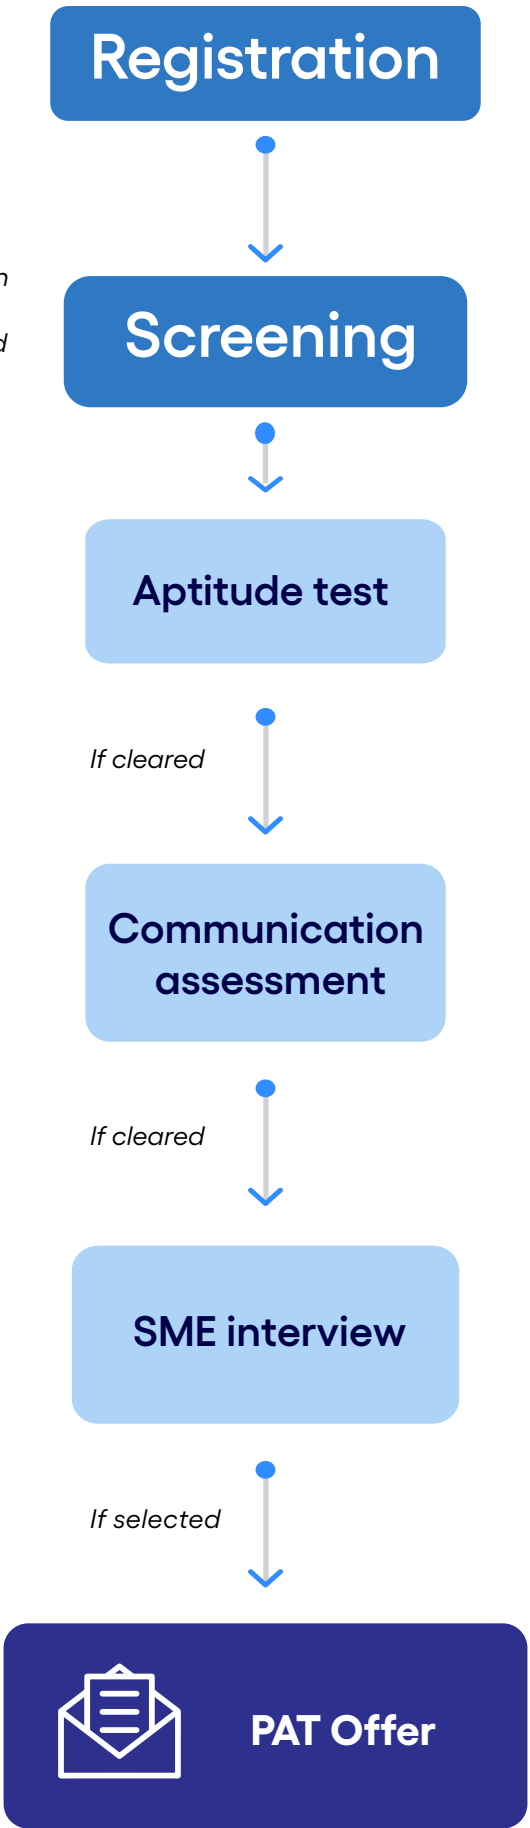 Registration
Screening
Aptitude test
If cleared
Communication
assessment
If cleared
SME interview
If selected
PAT Offer